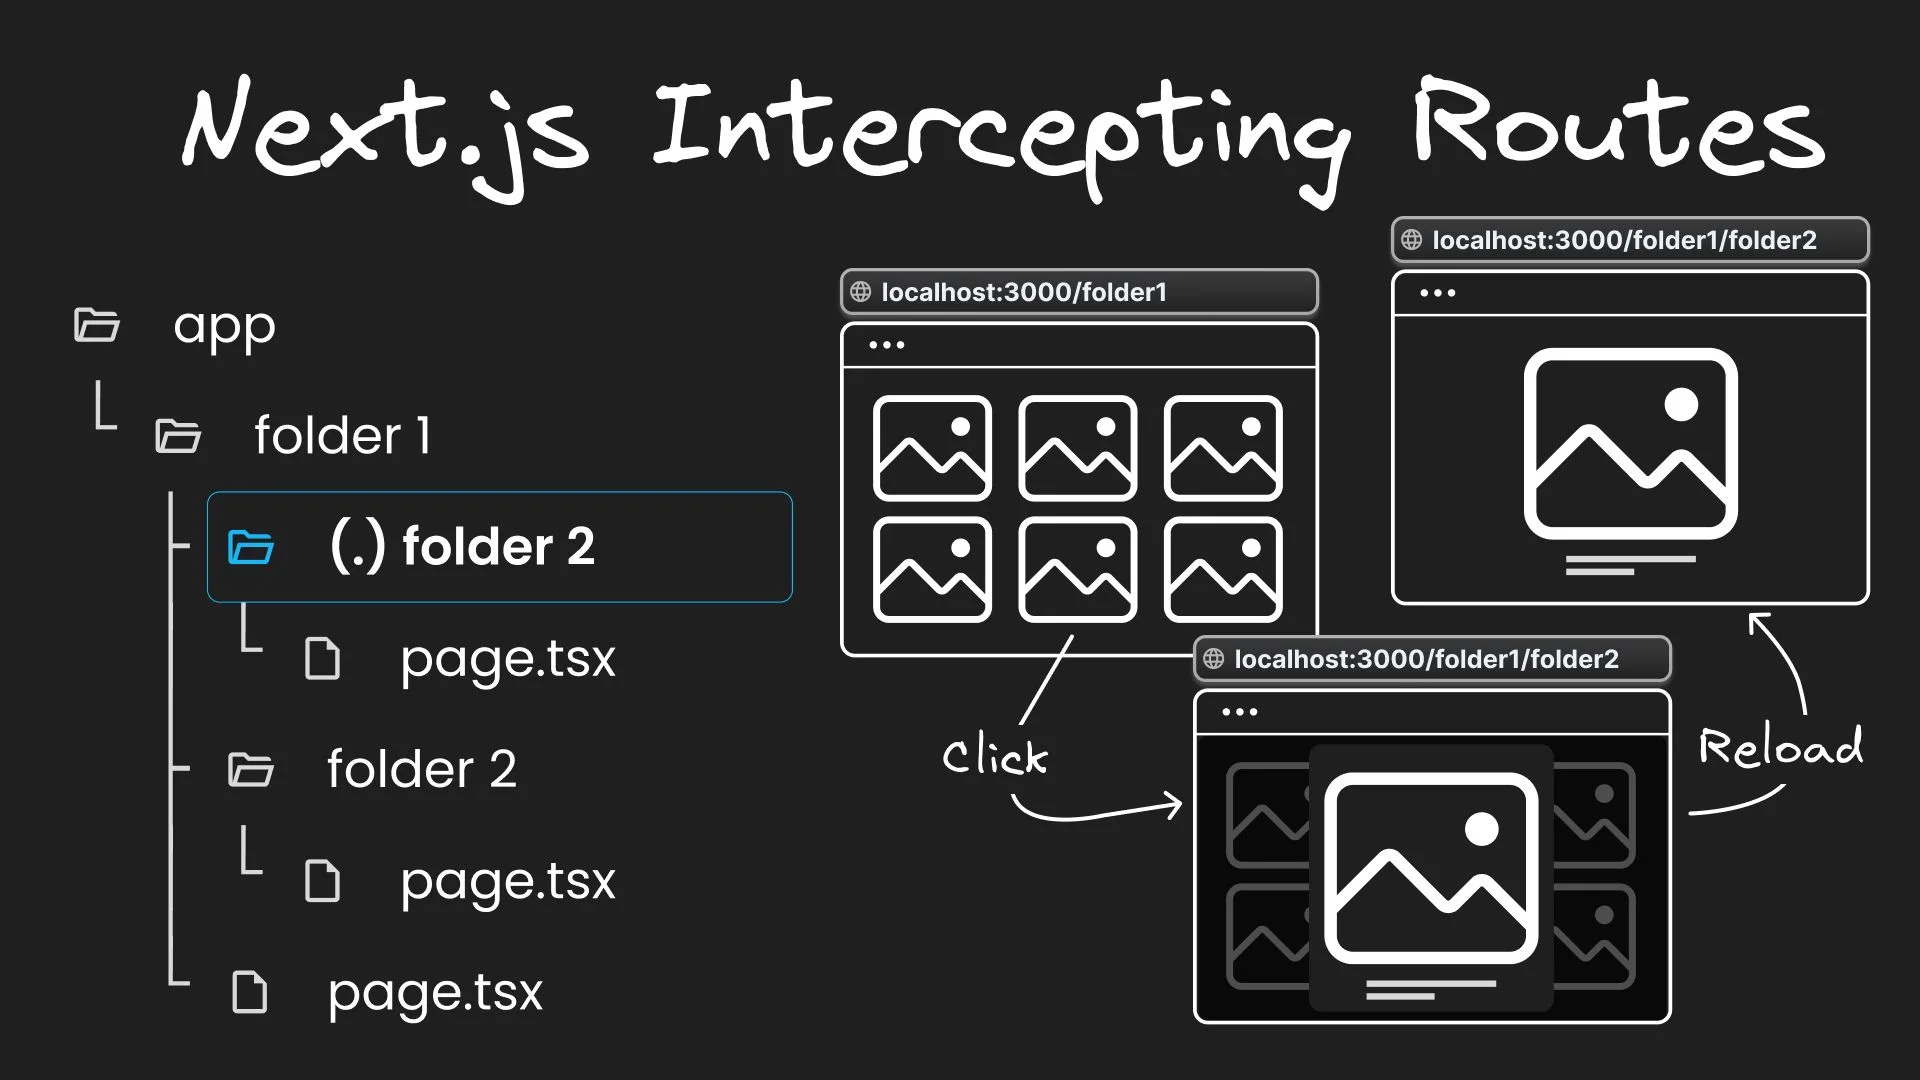 Next.js Intercepting Routes
app
folder 1
(.) folder 2
page.tsx
folder 2
page.tsx
page.tsx
localhost:3000/folder1
Click
localhost:3000/folder1/folder2
Reload
localhost:3000/folder1/folder2